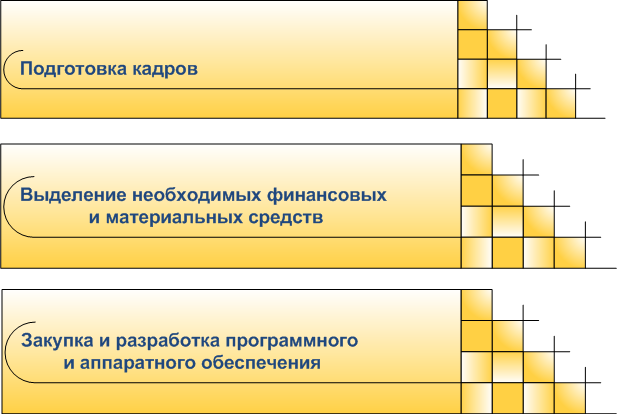 Подготовка кадров
Выделение необходимых финансовых
и материальных средств
Закупка и разработка программного
и аппаратного обеспечения